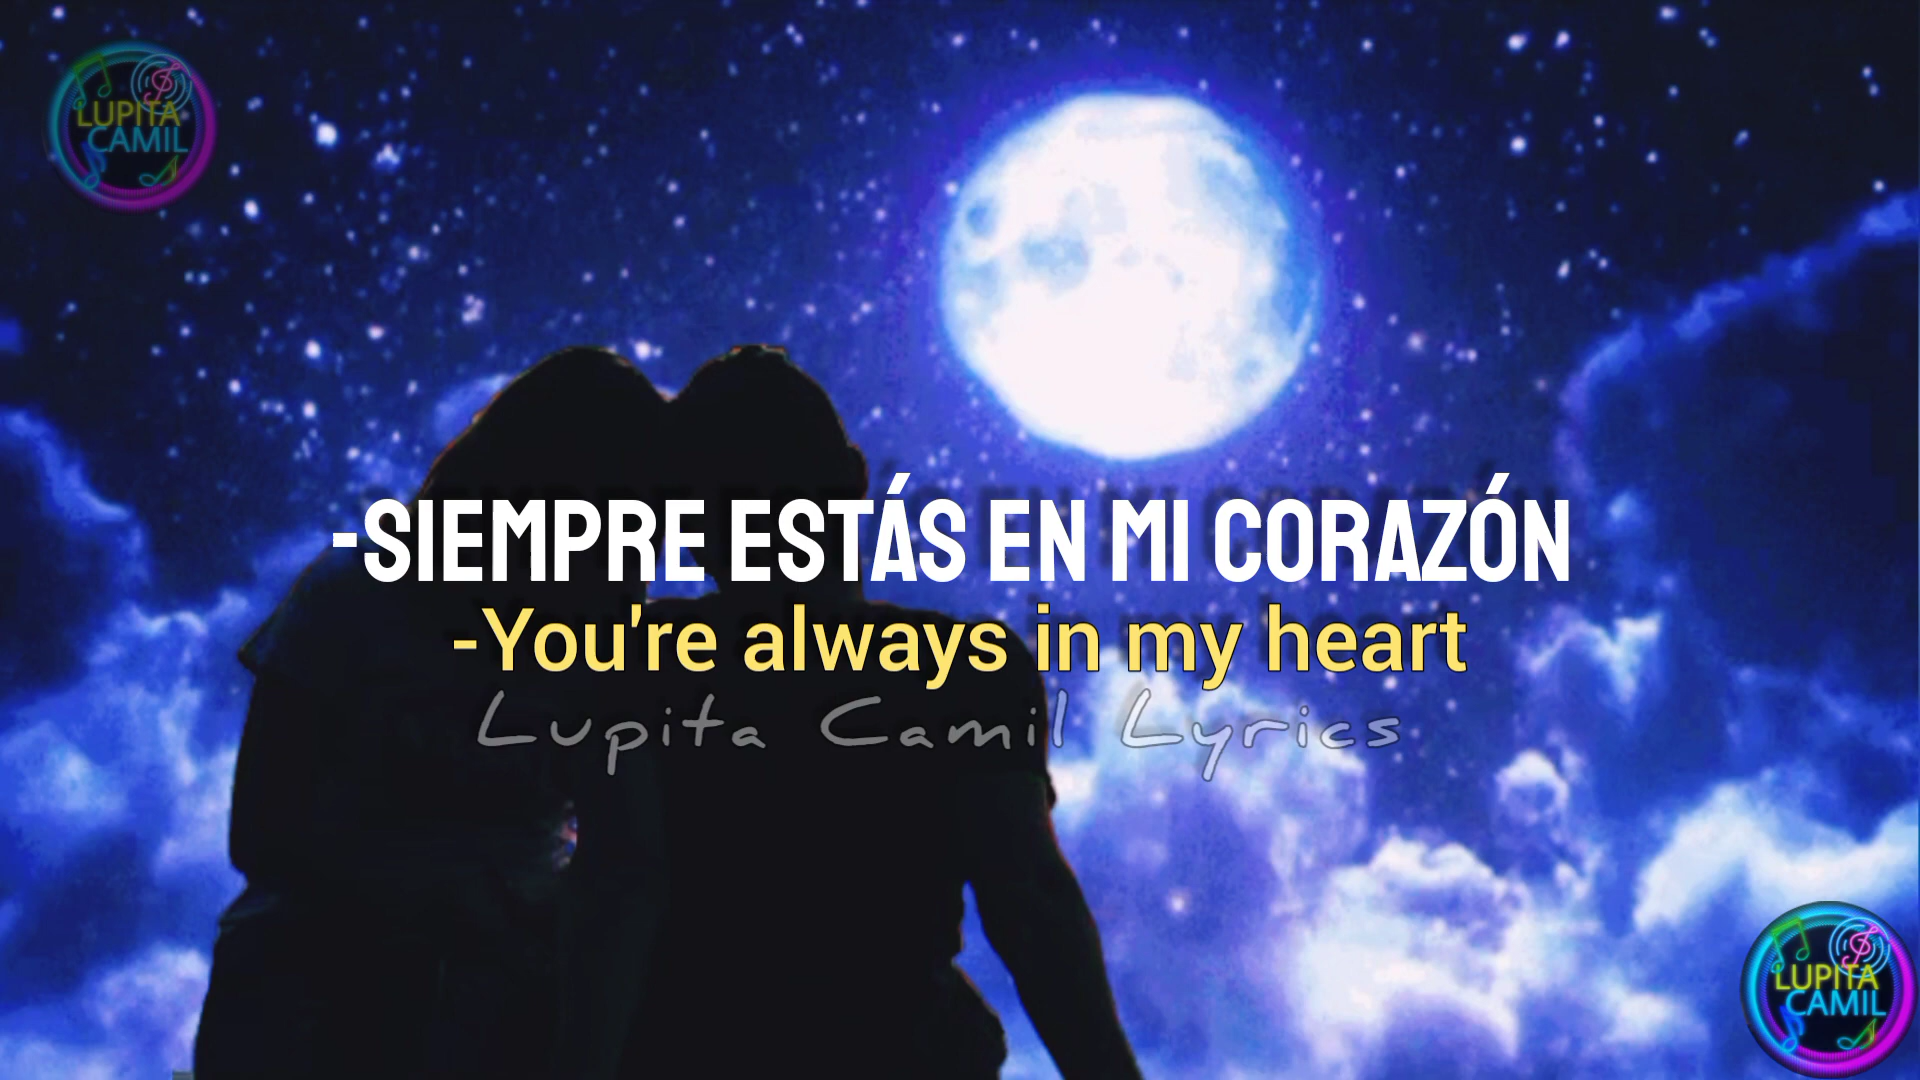 LUPITA
CAMIL
-SIEMPRE ESTÁS EN MI CORAZÓN
-You're always in my heart
Lupita Camil Lyrics
LUPITA
CAMIL